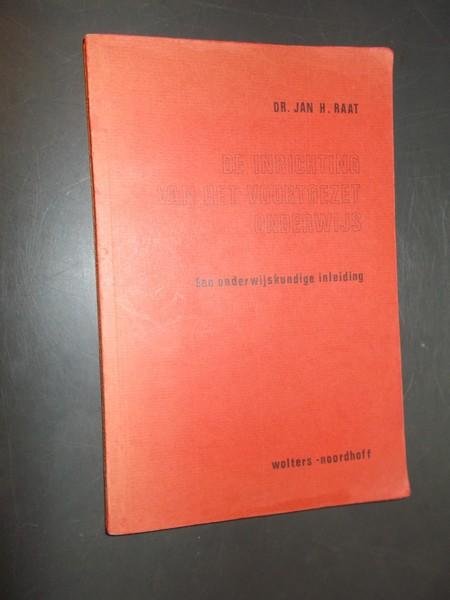 DR. JAN H. RAAT
DE INRICHTING
VAN HET VOORTGEZET
ONDERWIJS
Een onderwijskundige inleiding
wolters-noordhoff